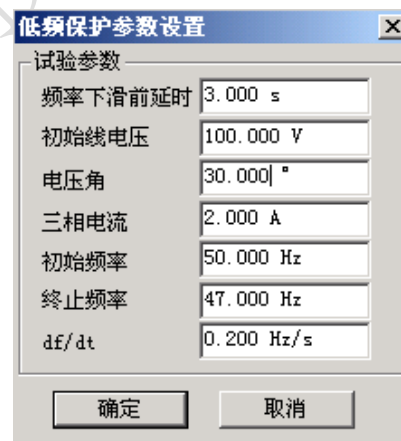 低频保护参数设置
试验参数
频率下滑前延时 3.000 s
初始线电压 100.000 V
电压角 30.000 °
三相电流 2.000 A
初始频率 50.000 Hz
终止频率 47.000 Hz
df/dt 0.200 Hz/s
确定 取消